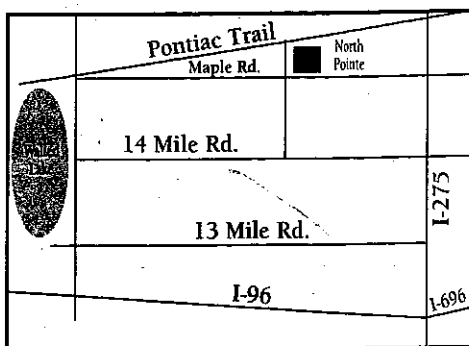 Pontiac Trail
North
Pointe
Maple Rd.
14 Mile Rd.
I-275
13 Mile Rd.
I-96
I-696